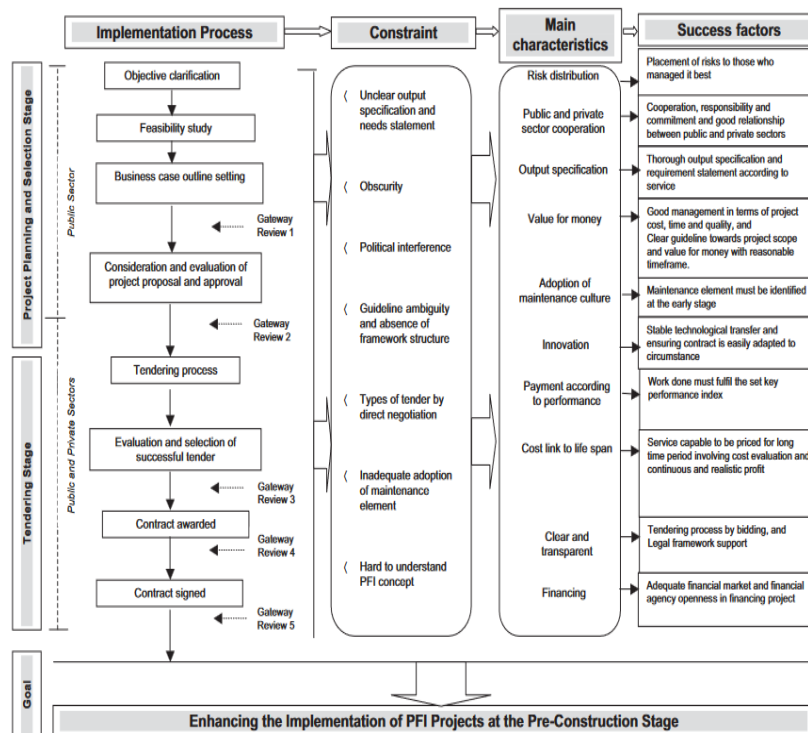 Implementation Process
Constraint
Main
characteristics
Success factors
Project Planning and Selection Stage
Tendering Stage
Goal
Public Sector
Public and Private Sectors
Objective clarification
Feasibility study
Business case outline setting
Gateway
Review 1
Consideration and evaluation of
project proposal and approval
Gateway
Review 2
Tendering process
Evaluation and selection of
successful tender
Gateway
Review 3
Contract awarded
Gateway
Review 4
Contract signed
Gateway
Review 5
⟨ Unclear output
specification and
needs statement
⟨ Obscurity
⟨ Political interference
⟨ Guideline ambiguity
and absence of
framework structure
⟨ Types of tender by
direct negotiation
⟨ Inadequate adoption
of maintenance
element
⟨ Hard to understand
PFI concept
Risk distribution
Public and private
sector cooperation
Output specification
Value for money
Adoption of
maintenance culture
Innovation
Payment according
to performance
Cost link to life span
Clear and
transparent
Financing
Placement of risks to those who
managed it best
Cooperation, responsibility and
commitment and good relationship
between public and private sectors
Thorough output specification and
requirement statement according to
service
Good management in terms of project
cost, time and quality, and
Clear guideline towards project scope
and value for money with reasonable
timeframe.
Maintenance element must be identified
at the early stage
Stable technological transfer and
ensuring contract is easily adapted to
circumstance
Work done must fulfil the set key
performance index
Service capable to be priced for long
time period involving cost evaluation and
continuous and realistic profit
Tendering process by bidding, and
Legal framework support
Adequate financial market and financial
agency openness in financing project
Enhancing the Implementation of PFI Projects at the Pre-Construction Stage